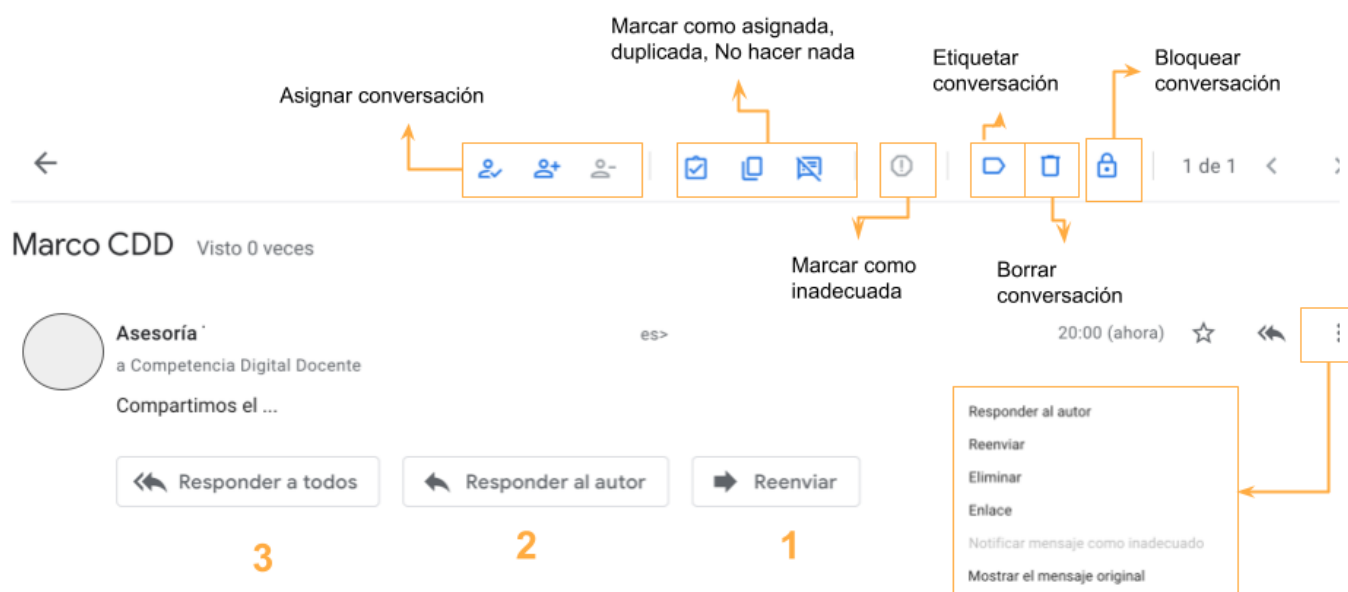 Marcar como asignada,
duplicada, No hacer nada
Etiquetar
conversación
Bloquear
conversación
Asignar conversación
1 de 1
Marco CDD Visto 0 veces
Marcar como
inadecuada
Borrar
conversación
Asesoría
es>
20:00 (ahora)
a Competencia Digital Docente
Compartimos el ...
Responder a todos
Responder al autor
Reenviar
3
2
1
Responder al autor
Reenviar
Eliminar
Enlace
Notificar mensaje como inadecuado
Mostrar el mensaje original